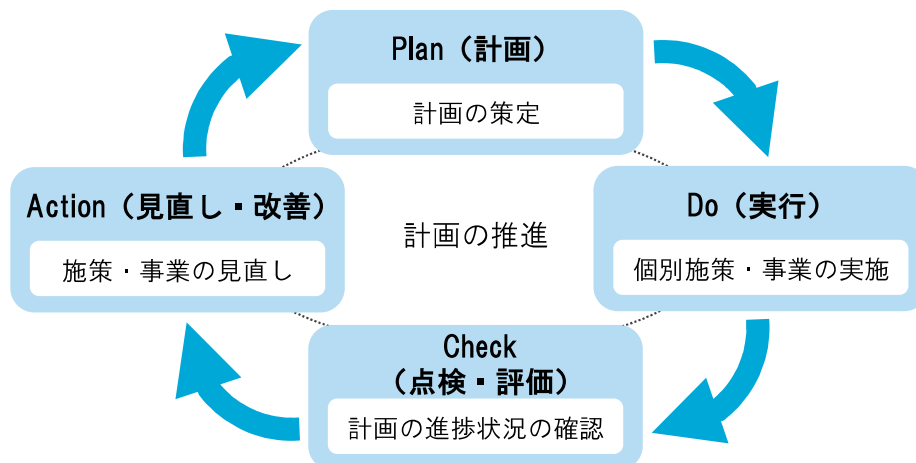 Plan（計画）
計画の策定
Action（見直し・改善）
施策・事業の見直し
計画の推進
Do（実行）
個別施策・事業の実施
Check
（点検・評価）
計画の進捗状況の確認